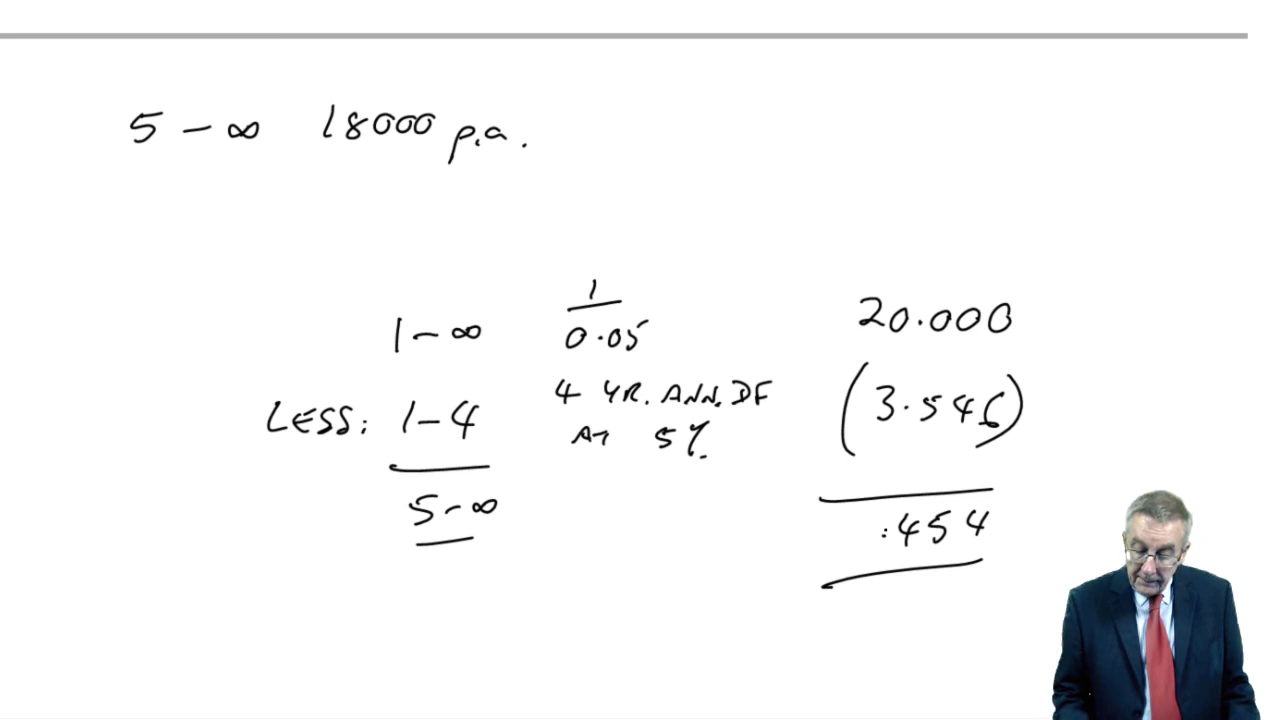 5 - ∞ 18000 p.a.
1 - ∞ 1/0.05 20.000
LESS: 1 - 4 4 YR. ANN. DF (3.546)
AT 5%
5 - ∞ .454